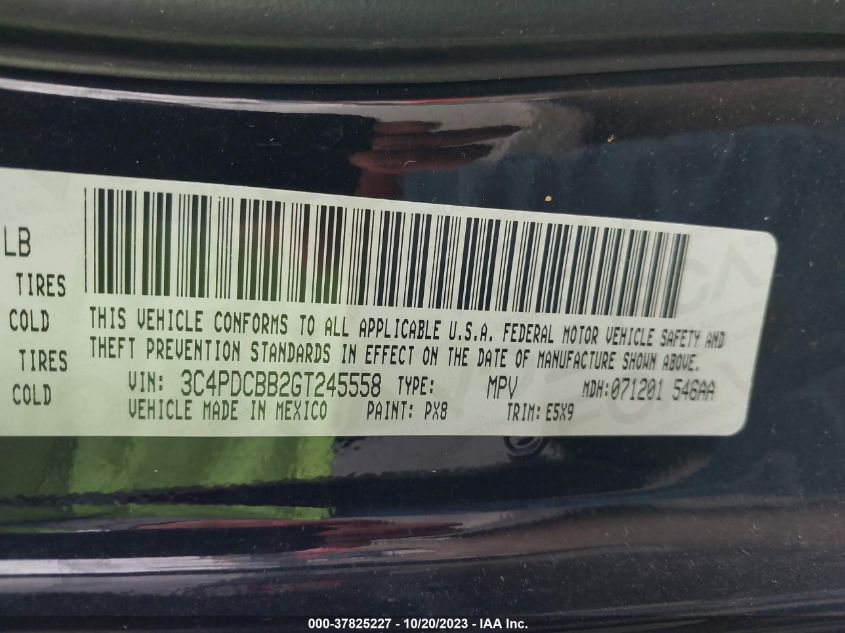 LB
TIRES
COLD
TIRES
COLD
THIS VEHICLE CONFORMS TO ALL APPLICABLE U.S.A. FEDERAL MOTOR VEHICLE SAFETY AND
THEFT PREVENTION STANDARDS IN EFFECT ON THE DATE OF MANUFACTURE SHOWN ABOVE.
VIN: 3C4PDCBB2GT245558 TYPE: MPV MDH:071201 546AA
VEHICLE MADE IN MEXICO PAINT: PX8 TRIM: E5X9
000-37825227 - 10/20/2023 - IAA Inc.